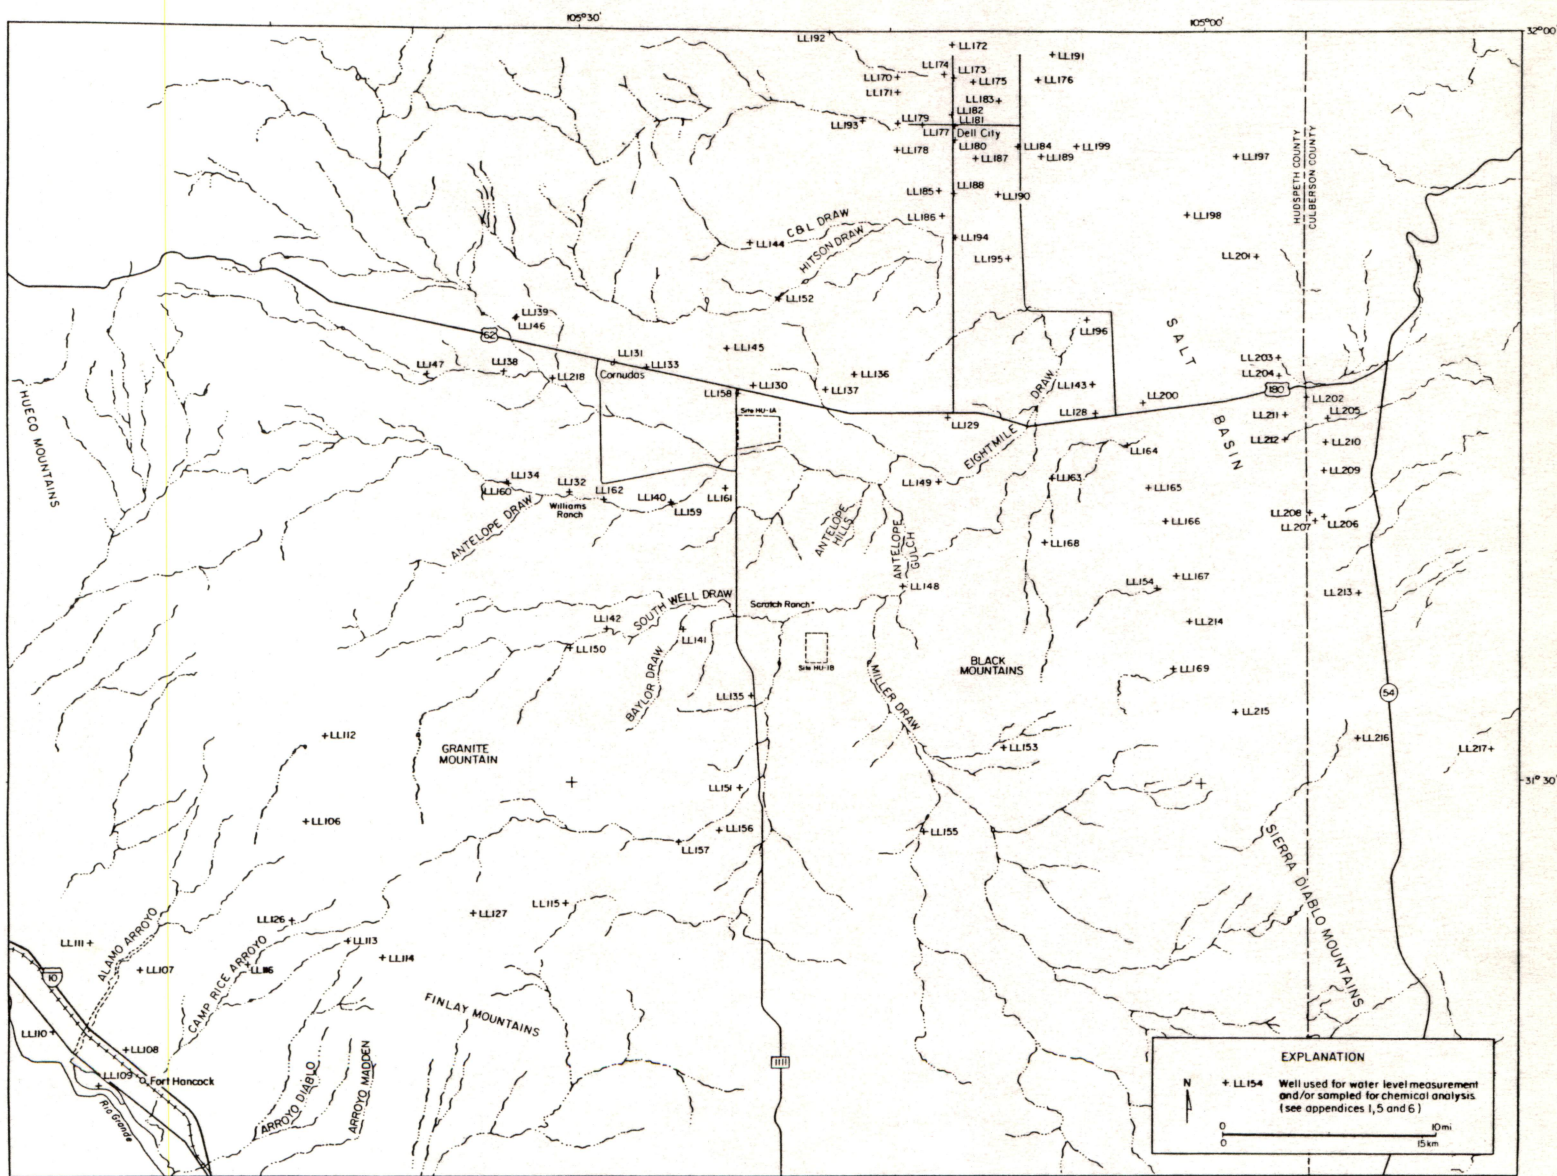 105°30'
105°00'
32°00'
LL192
LL172
LL191
LL174
LL173
LL170
LL175
LL176
LL171
LL183
LL182
LL193
LL179
LL181
LL177
Dell City
LL178
LL180
LL184
LL199
LL187
LL189
LL197
HUDSPETH COUNTY
CULBERSON COUNTY
LL185
LL188
LL190
LL186
C&L DRAW
LL198
LL144
HITSON DRAW
LL194
LL195
LL201
LL152
LL139
LL146
62
LL196
SALT
LL145
LL131
LL133
LL147
LL138
Cornudas
LL218
LL136
LL203
LL204
LL130
LL137
LL143
DRAW
180
LL158
LL200
LL202
Site HU-1A
LL129
LL128
LL211
LL205
HUECO MOUNTAINS
BASIN
EIGHTMILE
LL212
LL210
LL164
LL209
LL134
LL160
LL132
LL162
LL140
LL161
LL149
LL163
LL165
Williams
Ranch
LL159
LL208
LL207
LL206
LL166
ANTELOPE DRAW
ANTELOPE
HILLS
ANTELOPE
GULCH
LL168
LL154
LL167
LL148
LL213
SOUTH WELL DRAW
Scratch Ranch
LL142
LL141
LL214
LL150
Site HU-1B
BLACK
MOUNTAINS
LL169
BAYLOR DRAW
LL135
MILLER DRAW
54
LL215
LL112
GRANITE
MOUNTAIN
LL153
LL216
LL217
31°30'
LL151
LL106
LL156
LL155
LL157
SIERRA DIABLO MOUNTAINS
LL115
LL127
LL126
ALAMO ARROYO
LL111
LL113
LL114
LL107
LL116
10
CAMP RICE ARROYO
FINLAY MOUNTAINS
LL110
LL108
LL109
Fort Hancock
Rio Grande
ARROYO DIABLO
ARROYO MADDEN
1111
EXPLANATION
N
+ LL154 Well used for water level measurement
and/or sampled for chemical analysis
(see appendices 1, 5 and 6)
0 10mi
0 15km